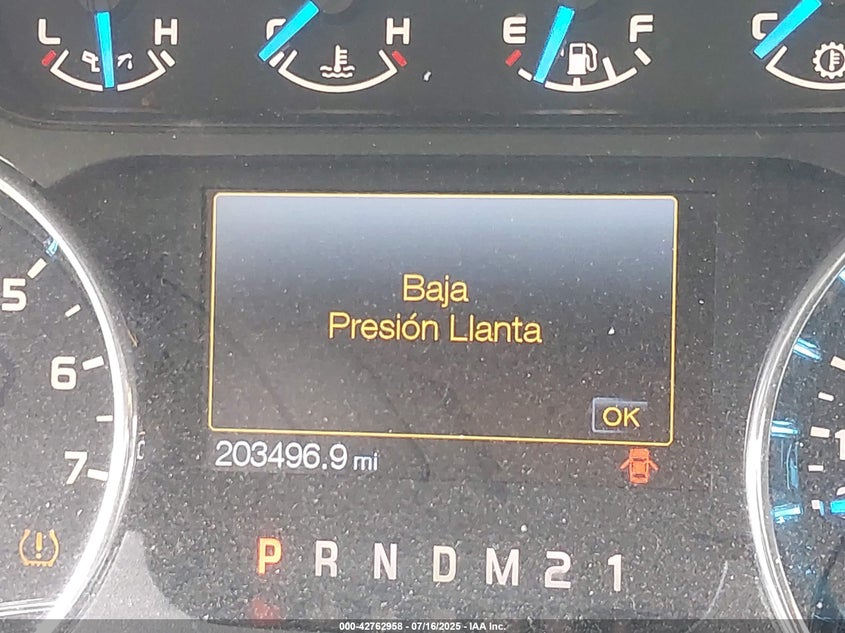 L H C H E F C
Baja
Presión Llanta
OK
5
6
7
203496.9 mi
P R N D M 2 1
000-42762958 - 07/16/2025 - IAA Inc.